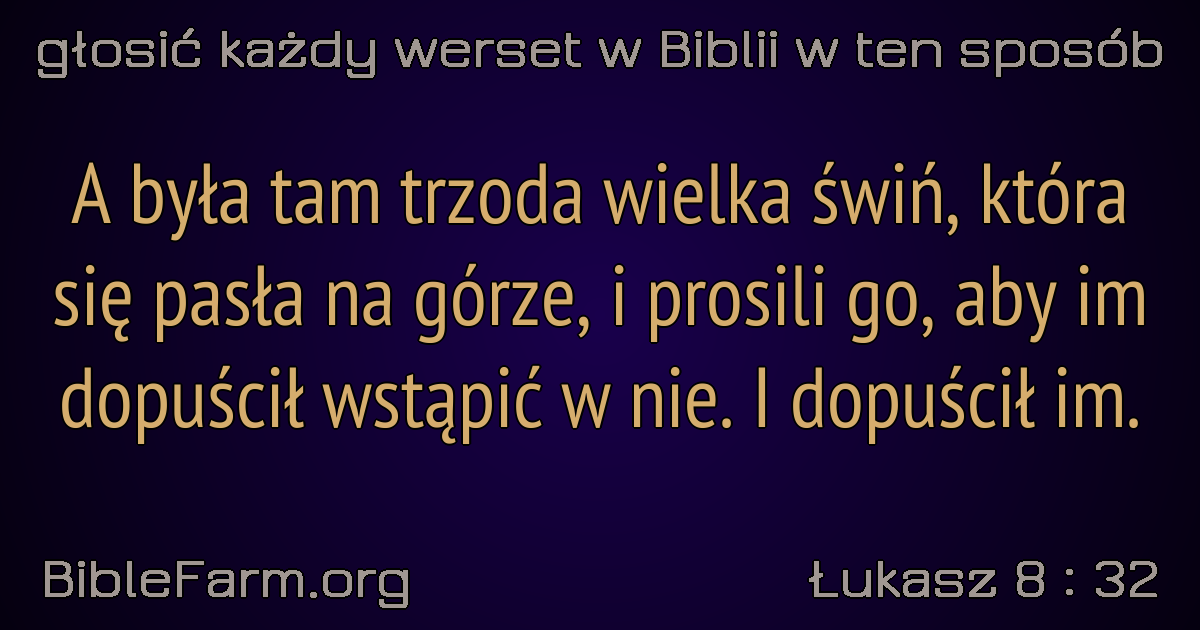 głosić każdy werset w Biblii w ten sposób
A była tam trzoda wielka świń, która
się pasła na górze, i prosili go, aby im
dopuścił wstąpić w nie. I dopuścił im.
BibleFarm.org
Łukasz 8 : 32